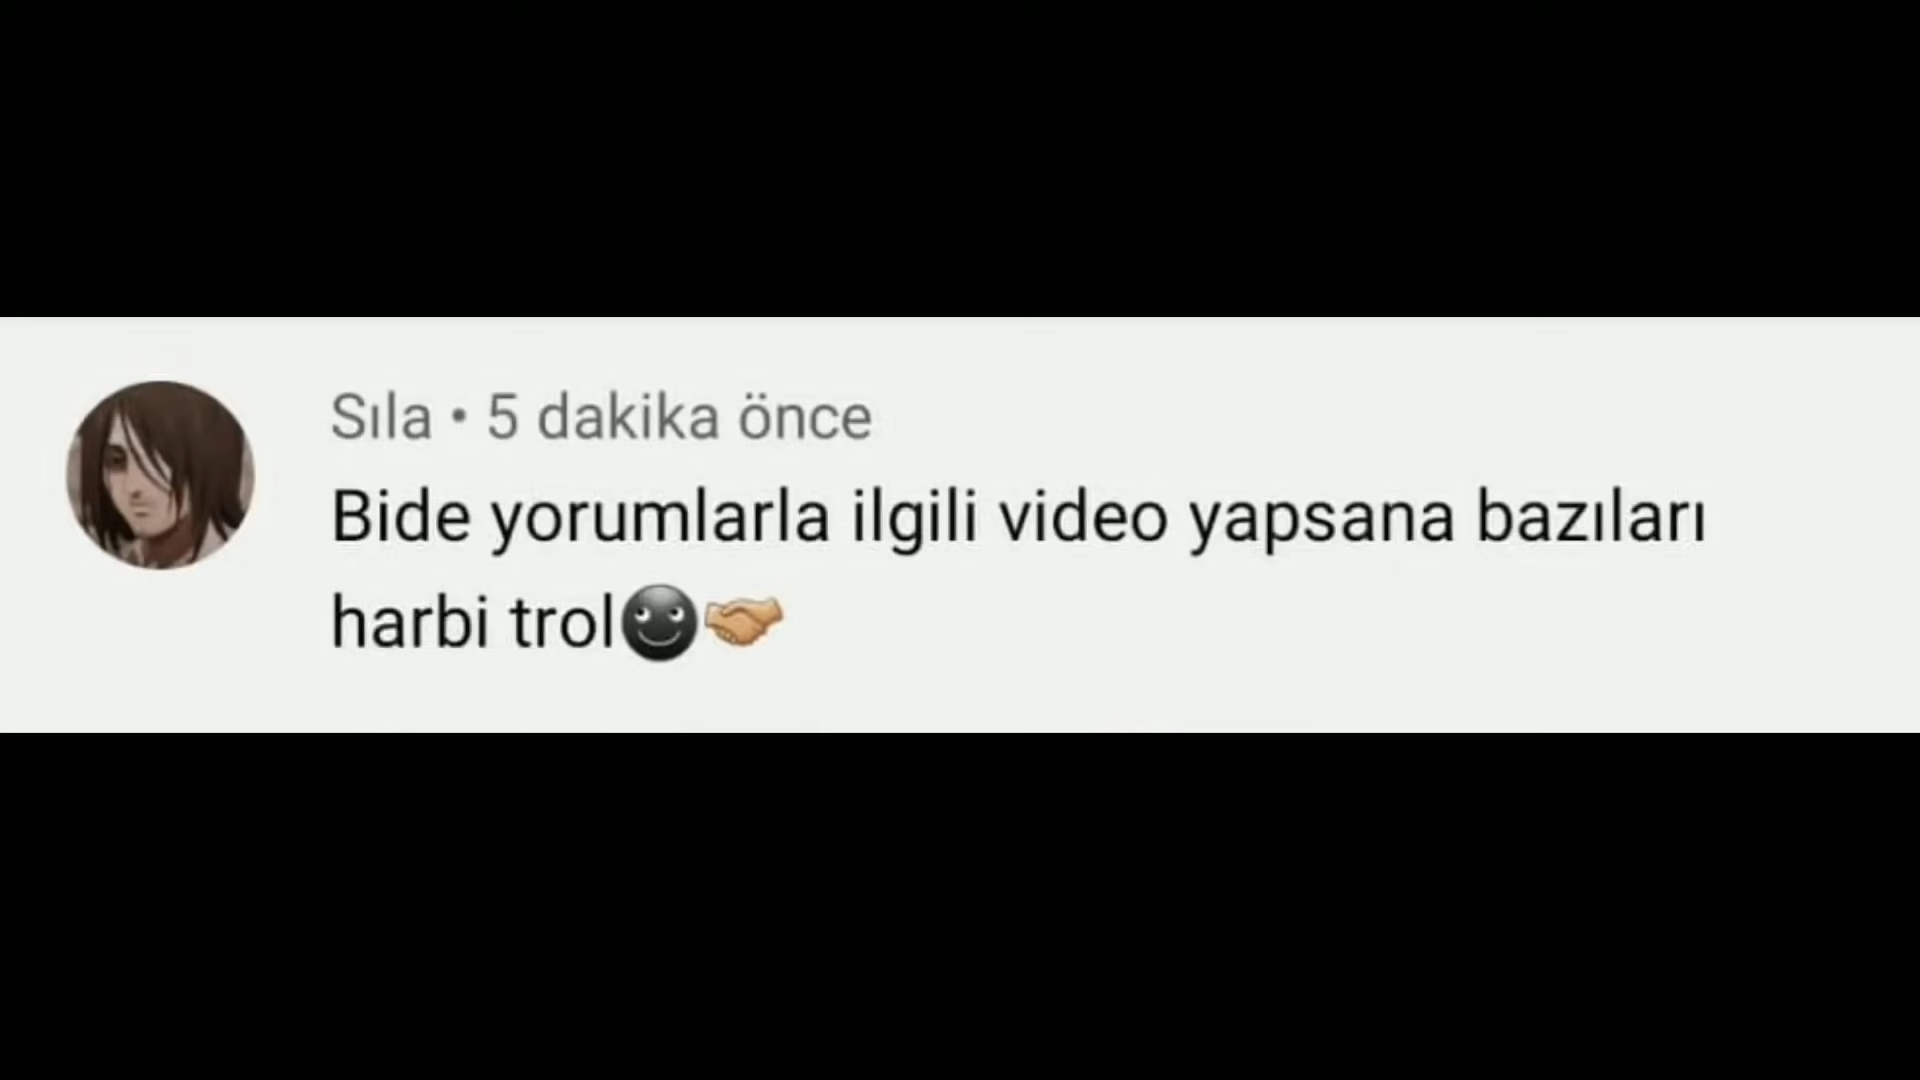 Sıla • 5 dakika önce
Bide yorumlarla ilgili video yapsana bazıları
harbi trol🌚🤝